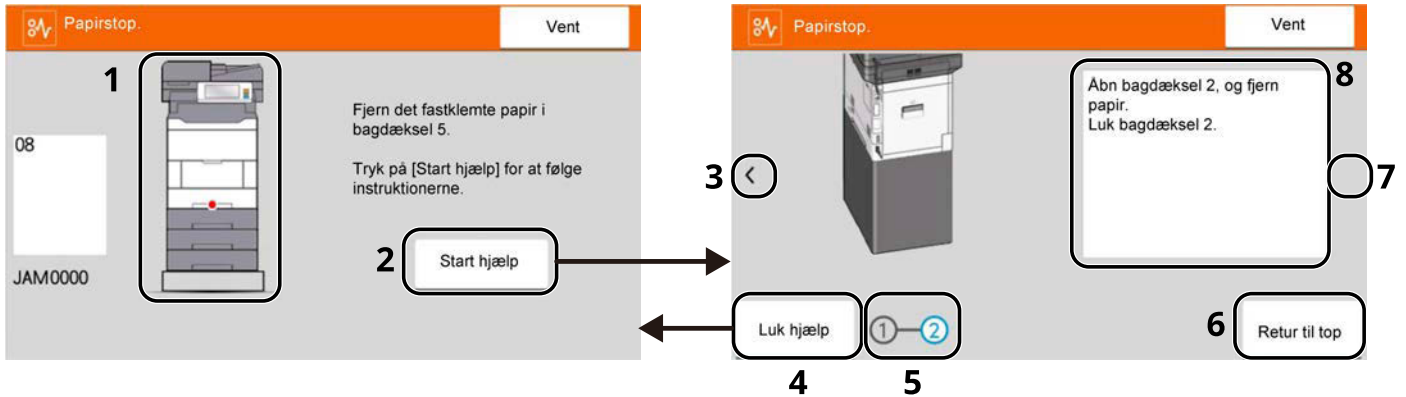 Papirstop.
Vent
1
08
JAM0000
Fjern det fastklemte papir i
bagdæksel 5.
Tryk på [Start hjælp] for at følge
instruktionerne.
2
Start hjælp
Papirstop.
Vent
8
Åbn bagdæksel 2, og fjern
papir.
Luk bagdæksel 2.
3
7
Luk hjælp
1
2
6
Retur til top
4
5